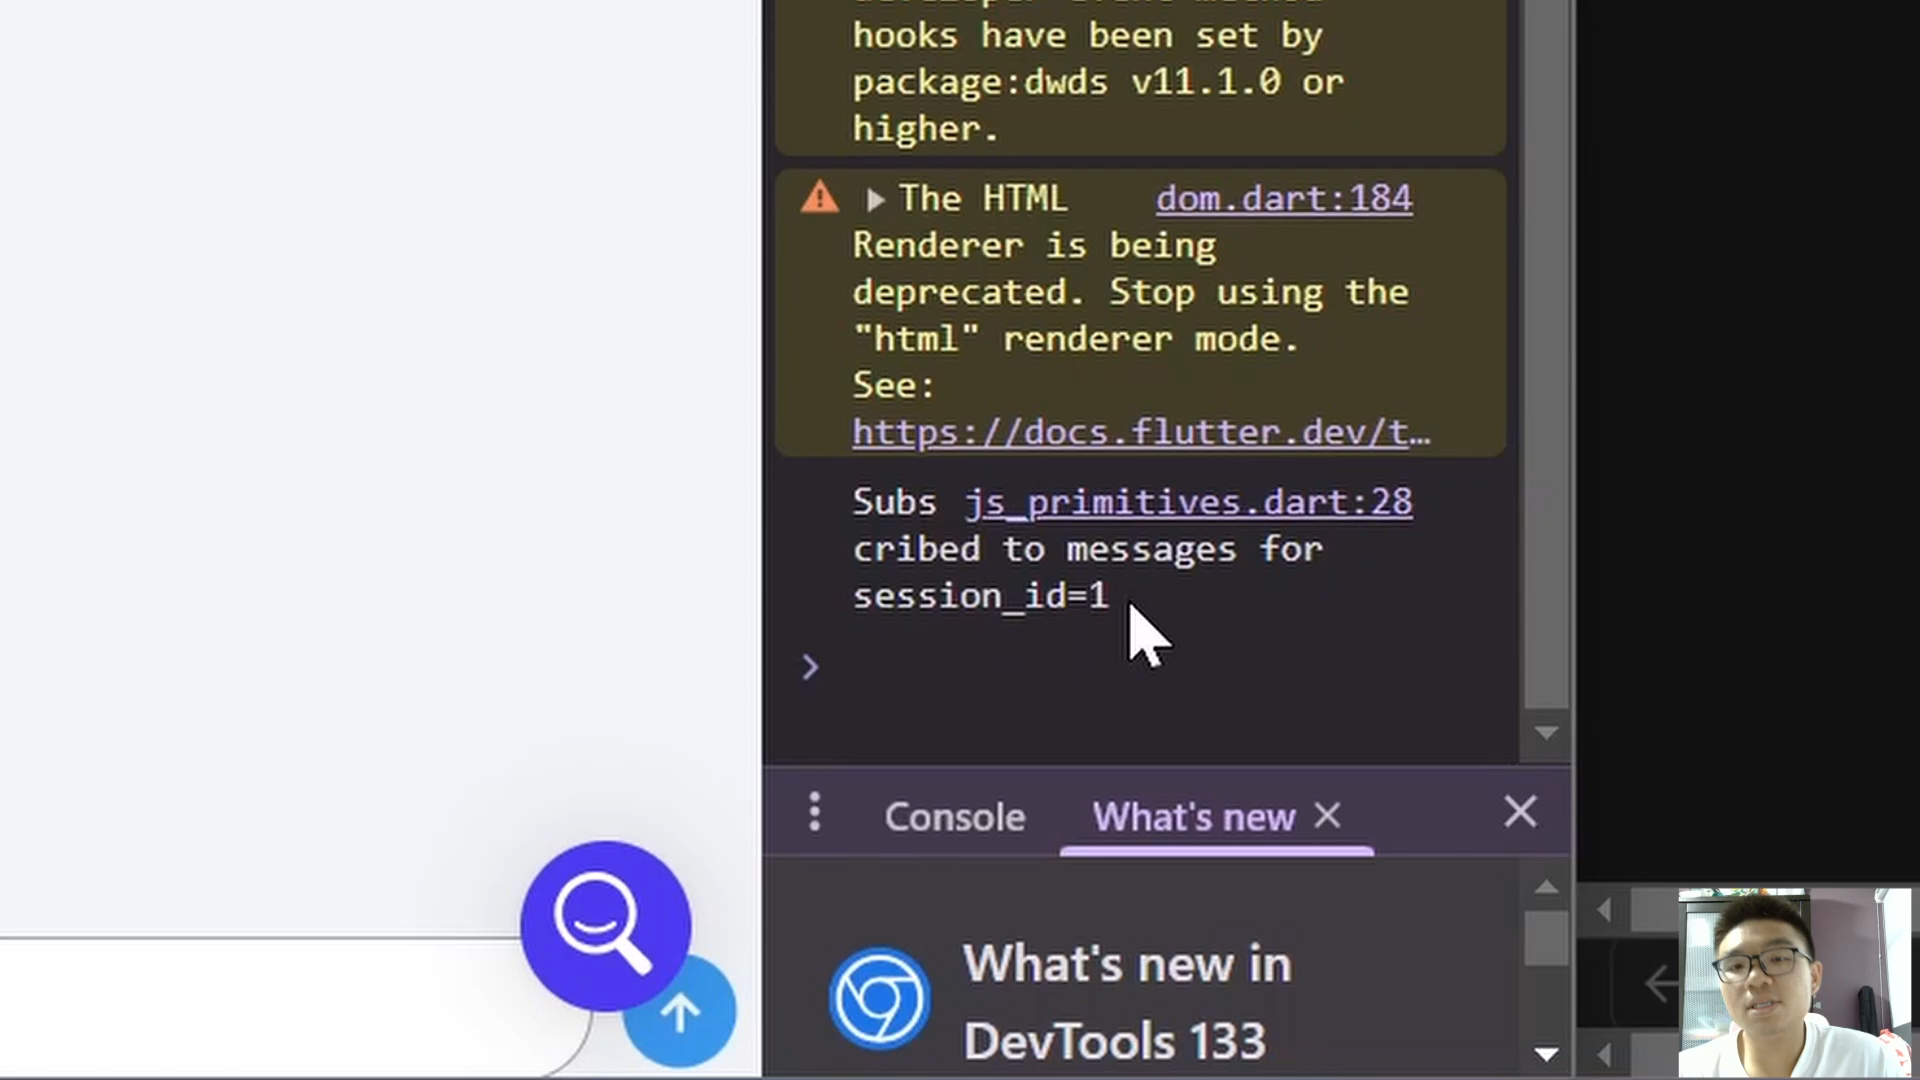 hooks have been set by
package:dwds v11.1.0 or
higher.
The HTML dom.dart:184
Renderer is being
deprecated. Stop using the
"html" renderer mode.
See:
https://docs.flutter.dev/t…
Subs js_primitives.dart:28
cribed to messages for
session_id=1
Console What's new
What's new in
DevTools 133